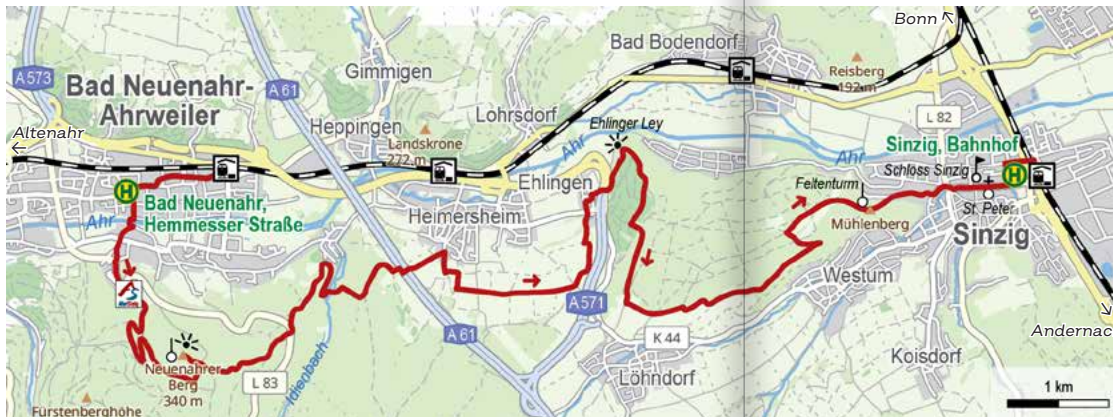 Bonn
Bad Bodendorf
A 573
Gimmigen
A 61
Reisberg
192 m
Bad Neuenahr-
Ahrweiler
Lohrsdorf
L 82
Heppingen
Ehlinger Ley
Altenahr
Landskrone
272 m
Ahr
Sinzig, Bahnhof
Ahr
Schloss Sinzig
H
Ehlingen
Feltenturm
H
Bad Neuenahr,
Hemmesser Straße
St. Peter
Ahr
Heimersheim
Mühlenberg
Sinzig
Westum
A 571
A 61
K 44
Andernac
Neuenahrer
Berg
340 m
Idienbach
Koisdorf
L 83
Löhndorf
1 km
Fürstenberghöhe